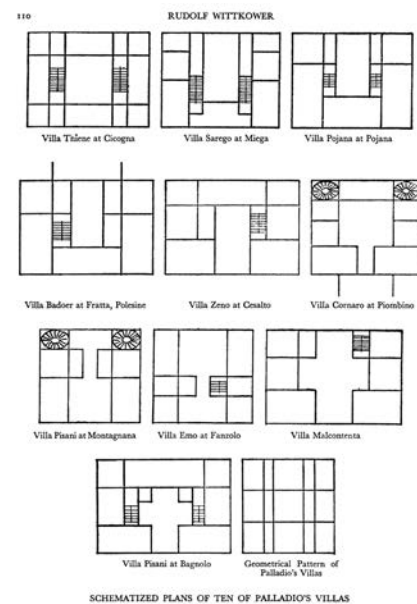 110 RUDOLF WITTKOWER
Villa Thiene at Cicogna Villa Sarego at Miega Villa Pojana at Pojana
Villa Badoer at Fratta, Polesine Villa Zeno at Cesalto Villa Cornaro at Piombino
Villa Pisani at Montagnana Villa Emo at Fanzolo Villa Malcontenta
Villa Pisani at Bagnolo Geometrical Pattern of
Palladio's Villas
SCHEMATIZED PLANS OF TEN OF PALLADIO'S VILLAS